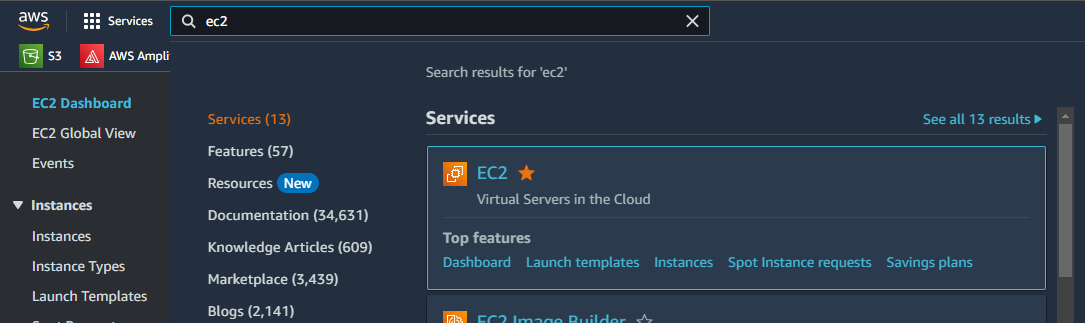 aws
Services
ec2
S3
AWS Ampli
EC2 Dashboard
EC2 Global View
Events
Instances
Instances
Instance Types
Launch Templates
Search results for 'ec2'
Services (13)
Features (57)
Resources New
Documentation (34,631)
Knowledge Articles (609)
Marketplace (3,439)
Blogs (2,141)
Services
See all 13 results
EC2
Virtual Servers in the Cloud
Top features
Dashboard Launch templates Instances Spot Instance requests Savings plans
EC2 Image Builder